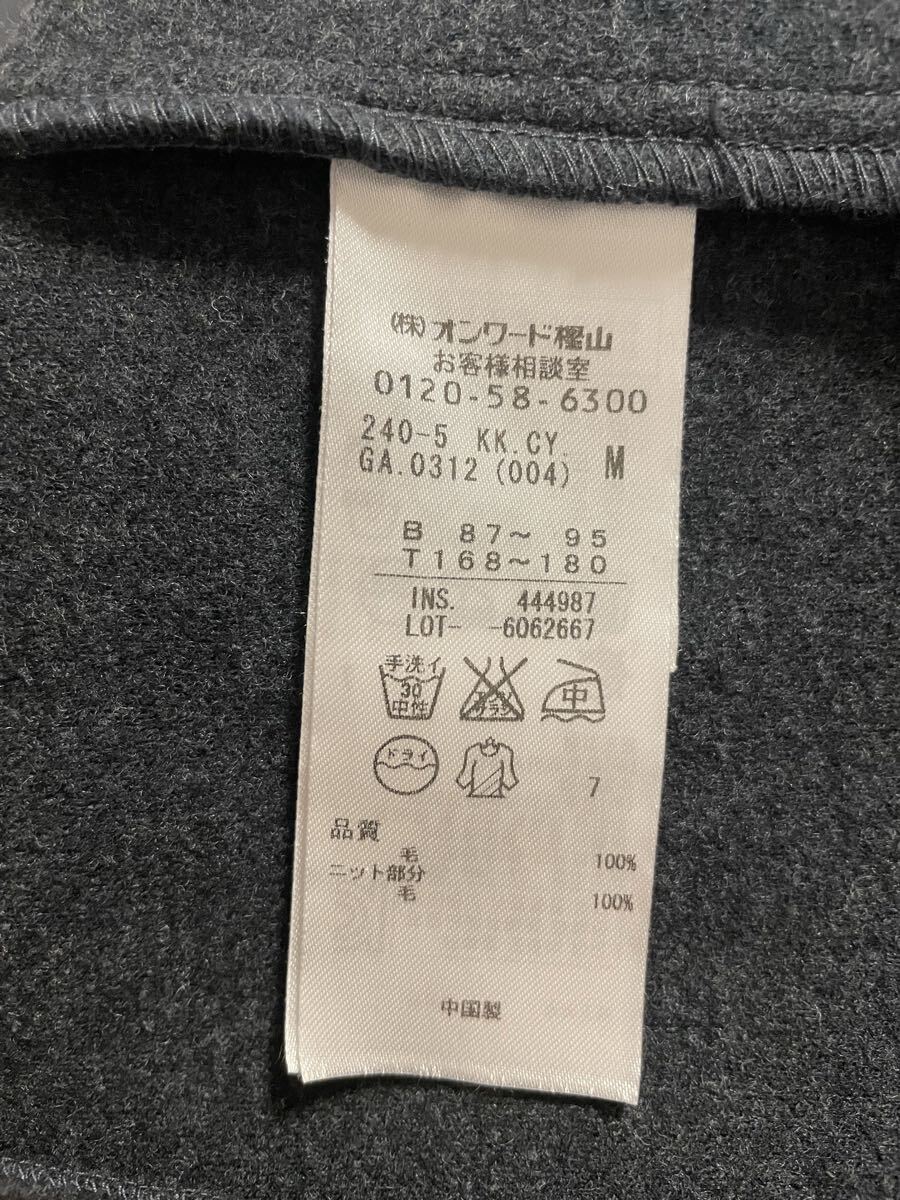 (株)オンワード樫山
お客様相談室
0120-58-6300
240-5 KK.CY.
GA.0312(004) M
B 87～ 95
T168～180
INS. 444987
LOT- -6062667
手洗イ
30
中性
中
ドライ
7
品質
毛 100%
ニット部分
毛 100%
中国製